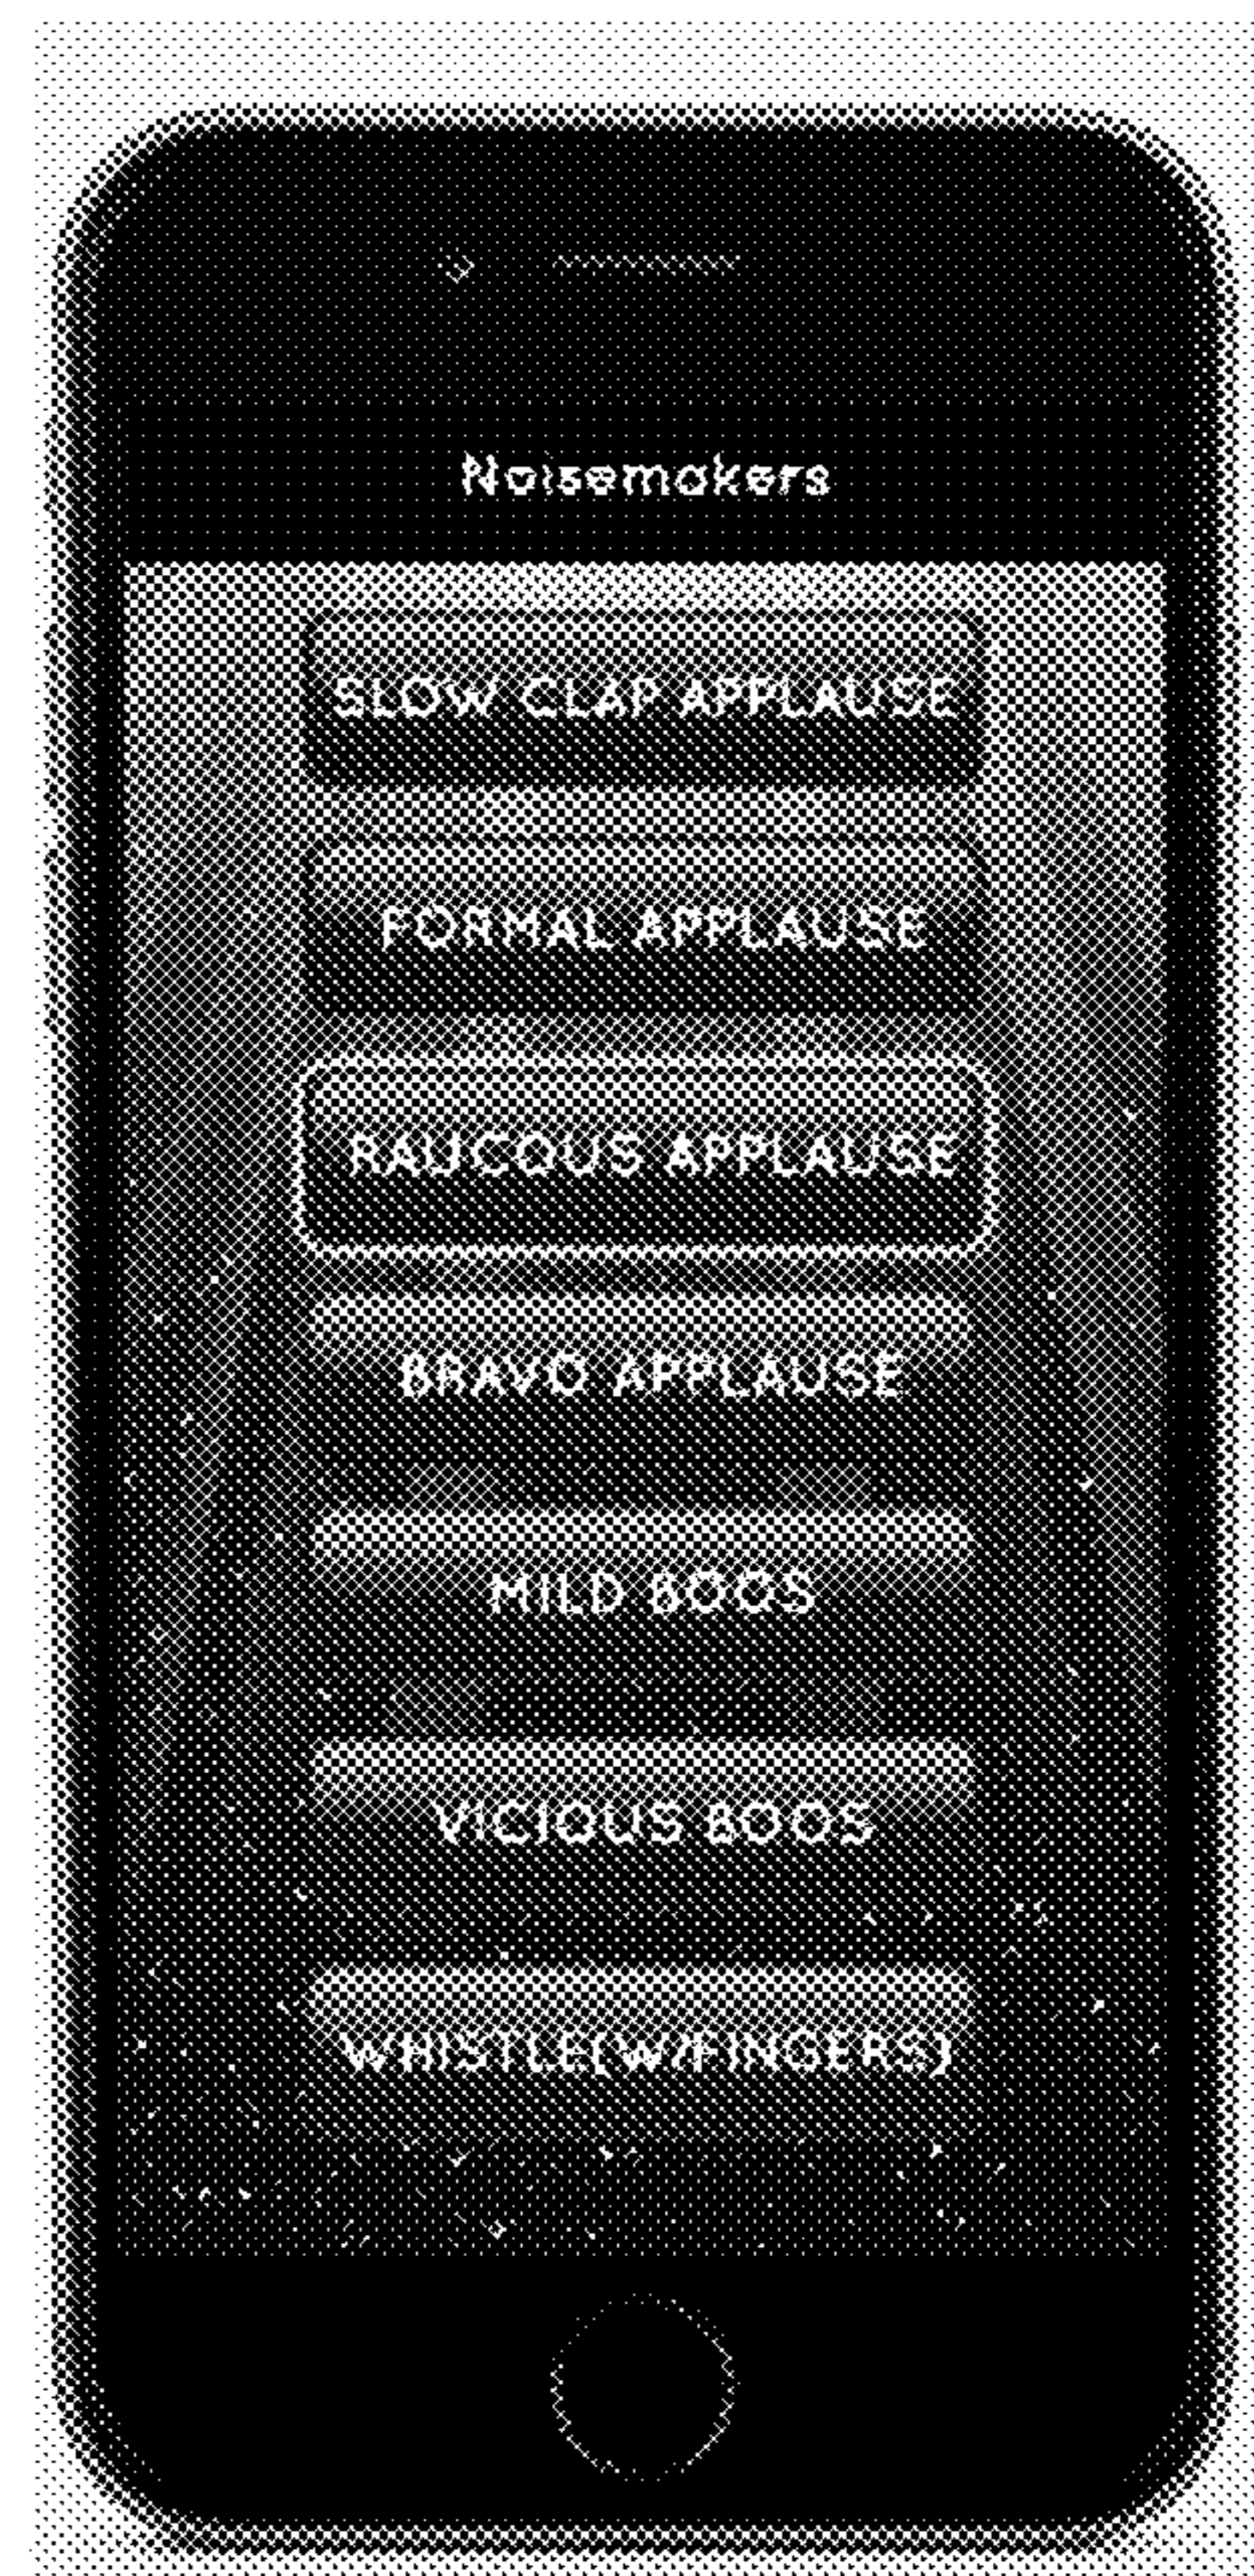 Noisemakers
SLOW CLAP APPLAUSE
FORMAL APPLAUSE
RAUCOUS APPLAUSE
BRAVO APPLAUSE
MILD BOOS
VICIOUS BOOS
WHISTLE(W/FINGERS)